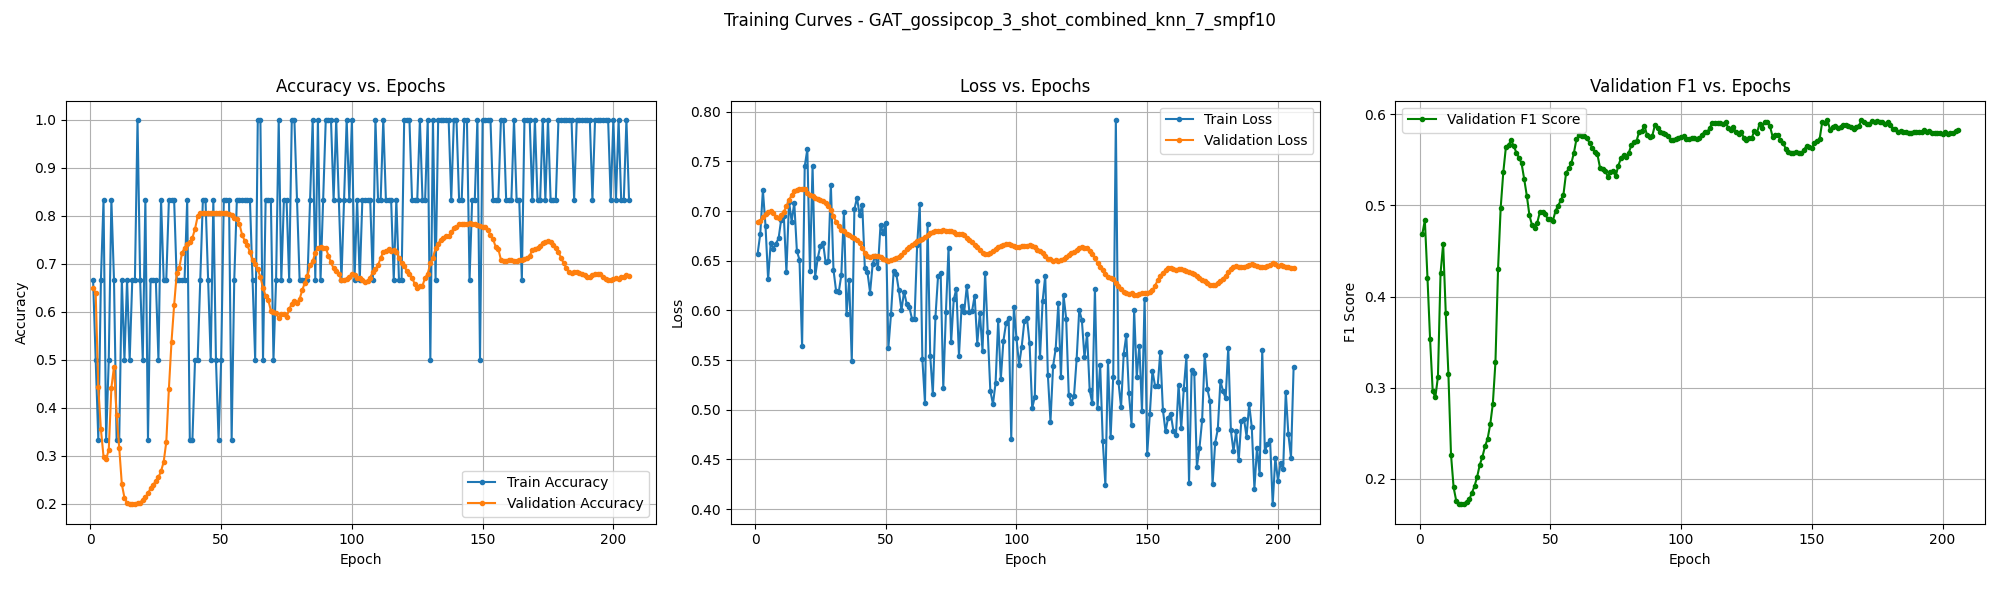 Training Curves - GAT_gossipcop_3_shot_combined_knn_7_smpf10
Accuracy vs. Epochs
Accuracy
1.0
0.9
0.8
0.7
0.6
0.5
0.4
0.3
0.2
Train Accuracy
Validation Accuracy
0 50 100 150 200
Epoch
Loss vs. Epochs
Loss
0.80
0.75
0.70
0.65
0.60
0.55
0.50
0.45
0.40
Train Loss
Validation Loss
0 50 100 150 200
Epoch
Validation F1 vs. Epochs
F1 Score
0.6
0.5
0.4
0.3
0.2
Validation F1 Score
0 50 100 150 200
Epoch